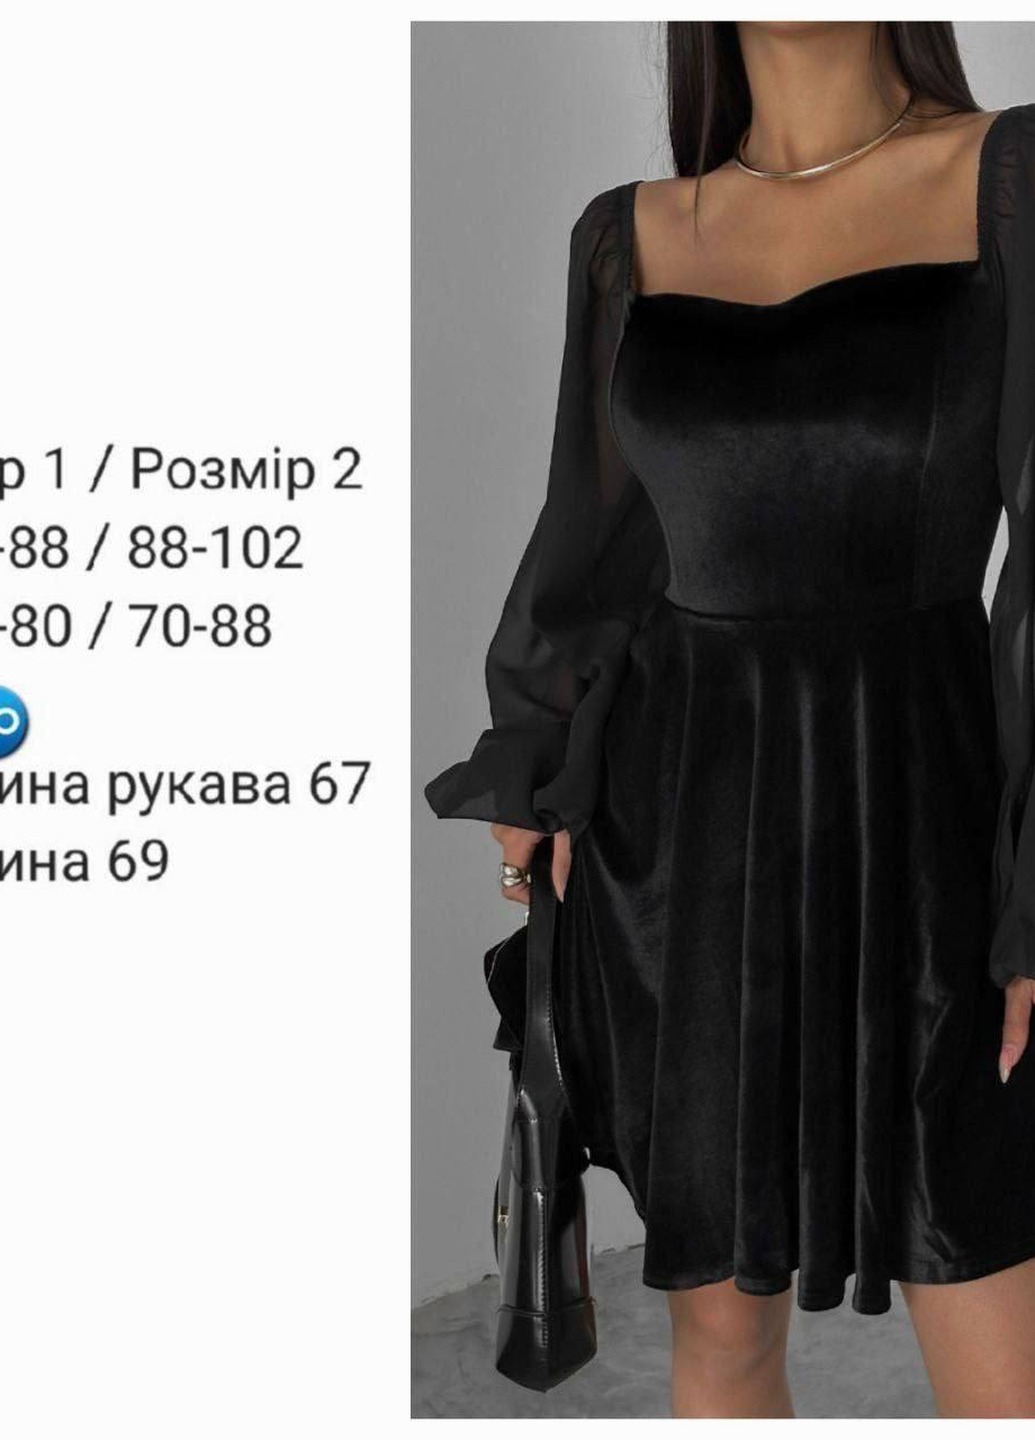 р 1 / Розмір 2
-88 / 88-102
-80 / 70-88
ина рукава 67
ина 69